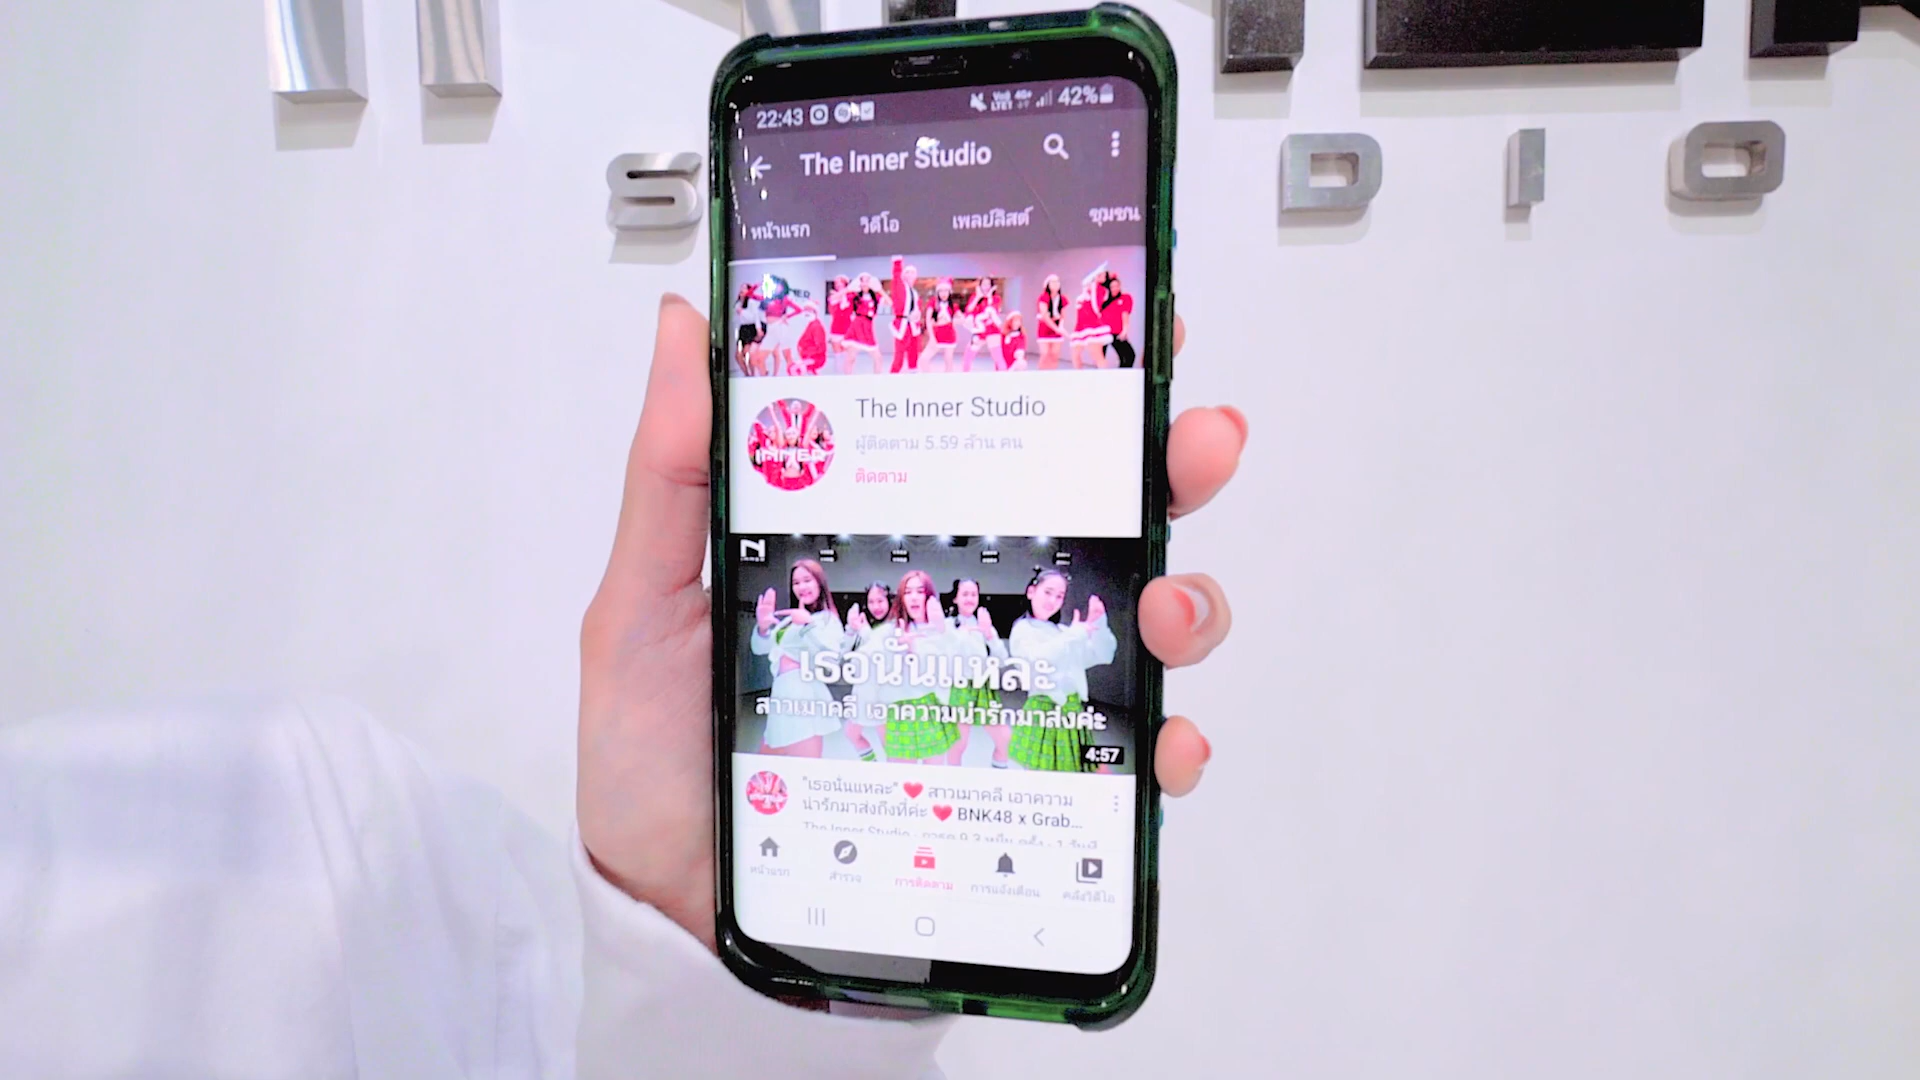 22:43
42%
The Inner Studio
หน้าแรก
วิดีโอ
เพลย์ลิสต์
ชุมชน
The Inner Studio
ผู้ติดตาม 5.59 ล้าน คน
ติดตาม
INNER
เธอนั่นแหละ
สาวเมาคลี เอาความน่ารักมาส่งค่ะ
4:57
"เธอนั่นแหละ" ❤️ สาวเมาคลี เอาความ
น่ารักมาส่งถึงที่ค่ะ ❤️ BNK48 x Grab...
The Inner Studio
หน้าแรก
สำรวจ
การติดตาม
การแจ้งเตือน
คลังวิดีโอ
S D I O